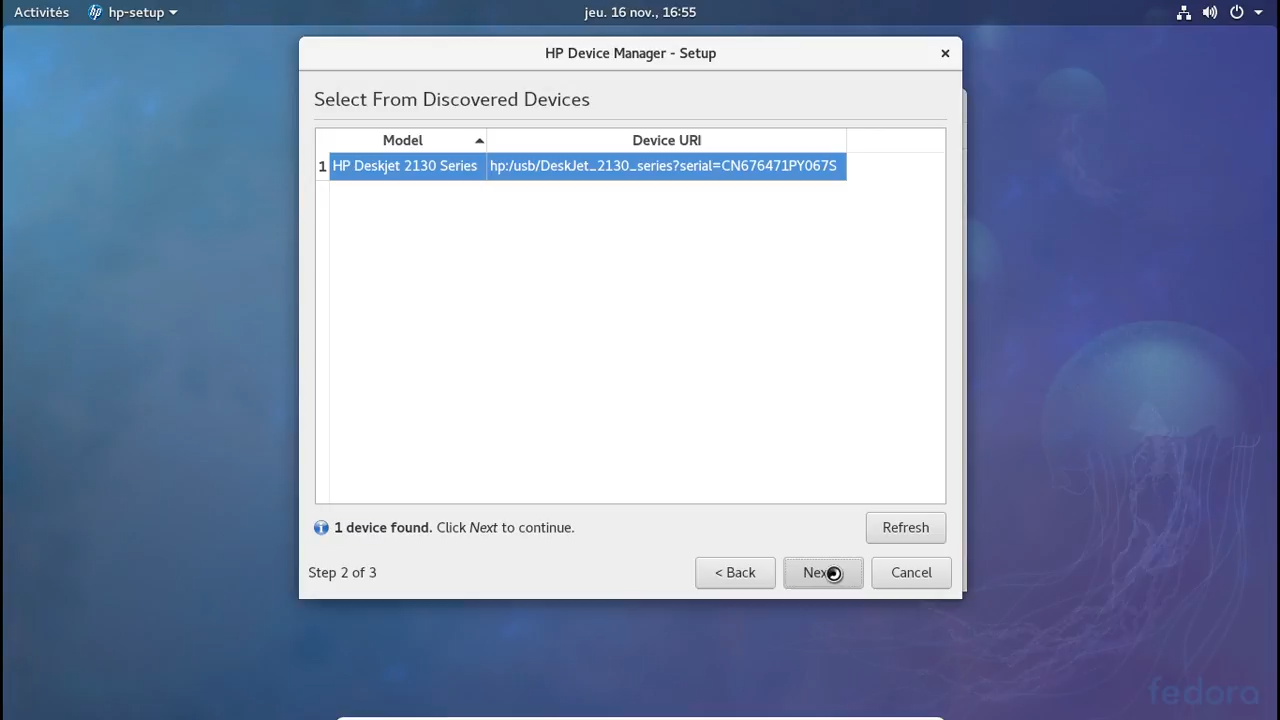 Activités hp hp-setup jeu. 16 nov., 16:55
HP Device Manager - Setup
Select From Discovered Devices
Model Device URI
1 HP Deskjet 2130 Series hp:/usb/DeskJet_2130_series?serial=CN676471PY067S
1 device found. Click Next to continue. Refresh
Step 2 of 3 < Back Cancel
fedora